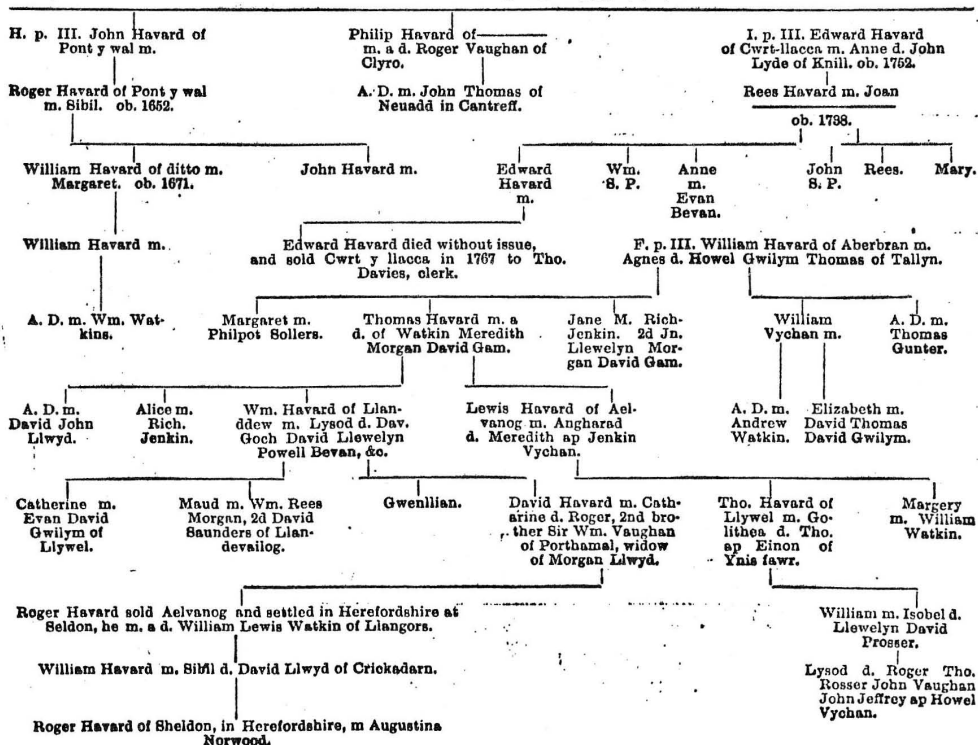 H. p. III. John Havard of
Pont y wal m.
Philip Havard of———
m. a d. Roger Vaughan of
Clyro.
I. p. III. Edward Havard
of Cwrt-llacca m. Anne d. John
Lyde of Knill. ob. 1752.
Roger Havard of Pont y wal
m. Sibil. ob. 1652.
A. D. m. John Thomas of
Neuadd in Cantreff.
Rees Havard m. Joan
ob. 1738.
William Havard of ditto m.
Margaret. ob. 1671.
John Havard m.
Edward
Havard
m.
Wm.
S. P.
Anne
m.
Evan
Bevan.
John
S. P.
Rees.
Mary.
William Havard m.
Edward Havard died without issue,
and sold Cwrt y llacca in 1767 to Tho.
Davies, clerk.
F. p. III. William Havard of Aberbran m.
Agnes d. Howel Gwilym Thomas of Tallyn.
A. D. m. Wm. Wat-
kins.
Margaret m.
Philpot Sollers.
Thomas Havard m. a
d. of Watkin Meredith
Morgan David Gam.
Jane M. Rich-
Jenkin. 2d Jn.
Llewelyn Mor-
gan David Gam.
William
Vychan m.
A. D. m.
Thomas
Gunter.
A. D. m.
David John
Llwyd.
Alice m.
Rich.
Jenkin.
Wm. Havard of Llan-
ddew m. Lysod d. Dav.
Goch David Llewelyn
Powell Bevan, &c.
Lewis Havard of Ael-
vanog m. Angharad
d. Meredith ap Jenkin
Vychan.
A. D. m.
Andrew
Watkin.
Elizabeth m.
David Thomas
David Gwilym.
Catherine m.
Evan David
Gwilym of
Llywel.
Maud m. Wm. Rees
Morgan, 2d David
Saunders of Llan-
devailog.
Gwenllian.
David Havard m. Cath-
arine d. Roger, 2nd bro-
ther Sir Wm. Vaughan
of Porthamal, widow
of Morgan Llwyd.
Tho. Havard of
Llywel m. Go-
lithea d. Tho.
ap Einon of
Ynis fawr.
Margery
m. William
Watkin.
Roger Havard sold Aelvanog and settled in Herefordshire at
Seldon, he m. a d. William Lewis Watkin of Llangors.
William m. Isobel d.
Llewelyn David
Prosser.
William Havard m. Sibil d. David Llwyd of Crickadarn.
Lysod d. Roger Tho.
Rosser John Vaughan
John Jeffrey ap Howel
Vychan.
Roger Havard of Sheldon, in Herefordshire, m Augustina
Norwood.